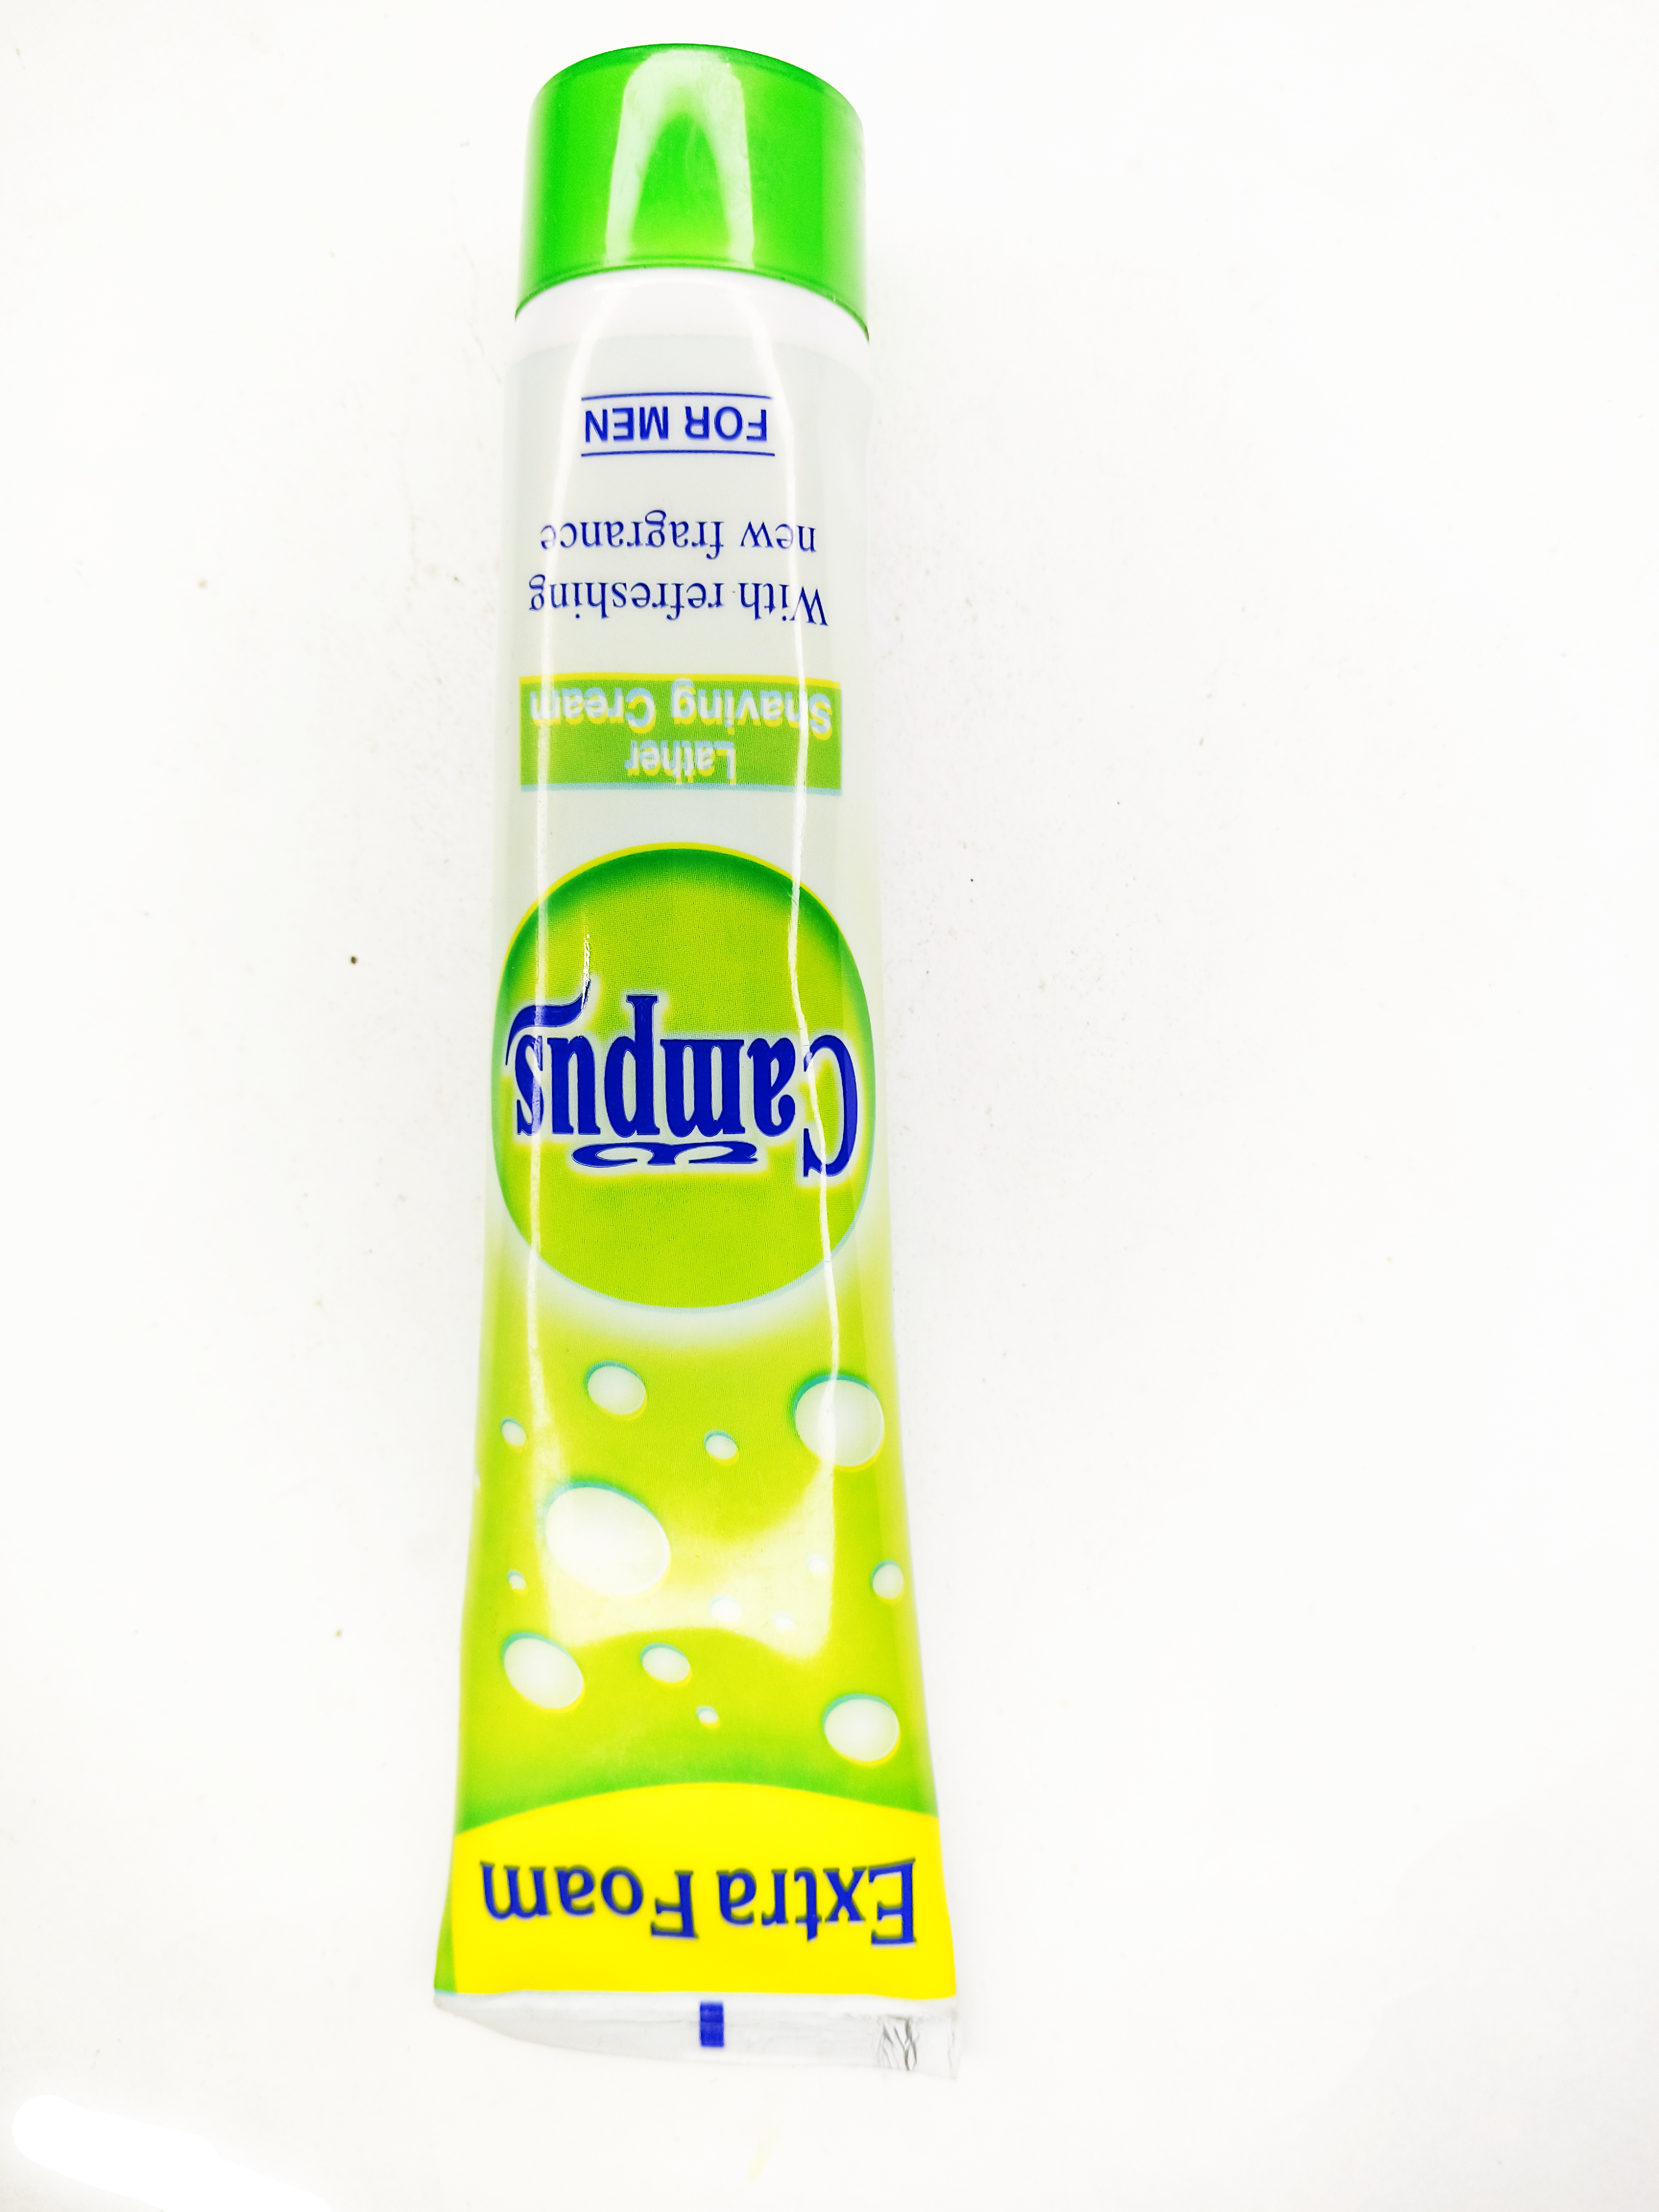 Extra Foam
Campus
Lather
Shaving Cream
With refreshing
new fragrance
FOR MEN